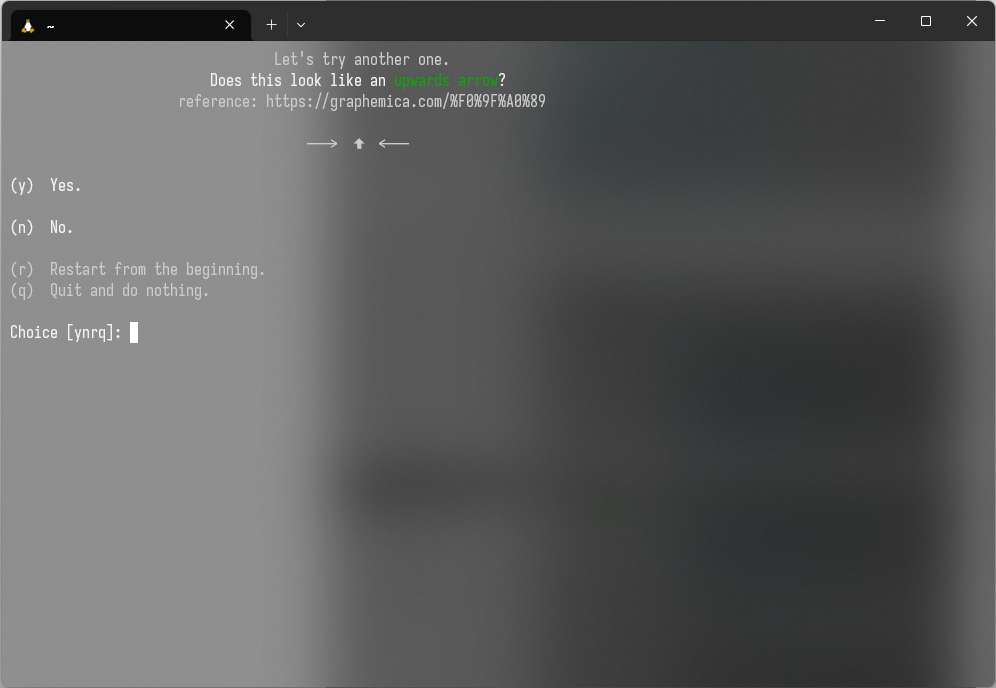 ~
Let's try another one.
Does this look like an upwards arrow?
reference: https://graphemica.com/%F0%9F%A0%89
⟶ 🠉 ⟵
(y) Yes.
(n) No.
(r) Restart from the beginning.
(q) Quit and do nothing.
Choice [ynrq]: